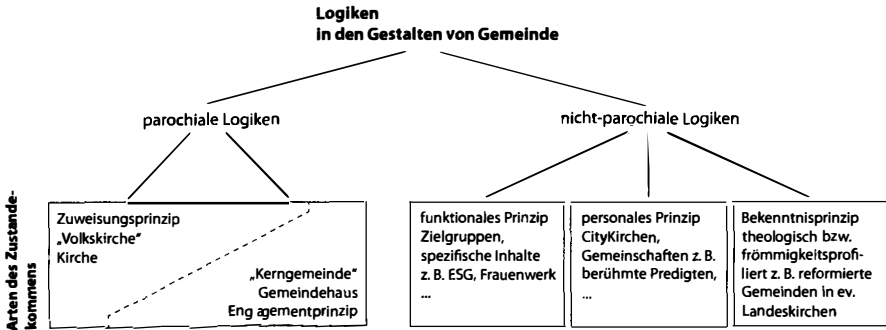 Logiken
in den Gestalten von Gemeinde
parochiale Logiken
nicht-parochiale Logiken
Arten des Zustande-
kommens
Zuweisungsprinzip
„Volkskirche“
Kirche
„Kerngemeinde“
Gemeindehaus
Engagementprinzip
funktionales Prinzip
Zielgruppen,
spezifische Inhalte
z. B. ESG, Frauenwerk
...
personales Prinzip
CityKirchen,
Gemeinschaften z. B.
berühmte Predigten,
...
Bekenntnisprinzip
theologisch bzw.
frömmigkeitsprofi-
liert z. B. reformierte
Gemeinden in ev.
Landeskirchen